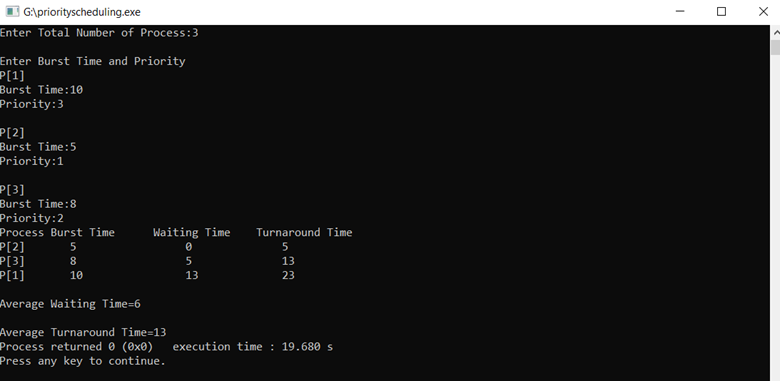 G:\priorityscheduling.exe
Enter Total Number of Process:3
Enter Burst Time and Priority
P[1]
Burst Time:10
Priority:3
P[2]
Burst Time:5
Priority:1
P[3]
Burst Time:8
Priority:2
Process Burst Time      Waiting Time    Turnaround Time
P[2]       5                 0              5
P[3]       8                 5              13
P[1]       10                13             23
Average Waiting Time=6
Average Turnaround Time=13
Process returned 0 (0x0)   execution time : 19.680 s
Press any key to continue.